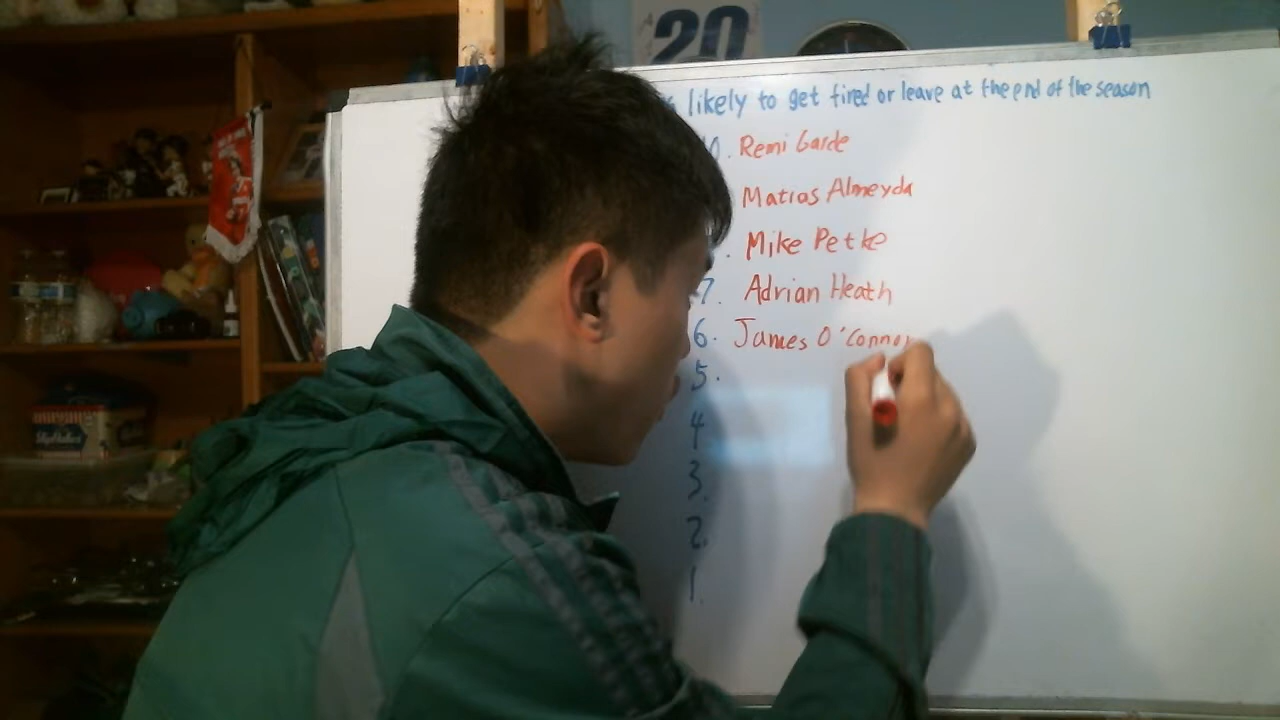 20
likely to get fired or leave at the end of the season
10. Remi Garde
Matias Almeyda
Mike Petke
7. Adrian Heath
6. James O'Connor
5.
4
3.
2.
1.